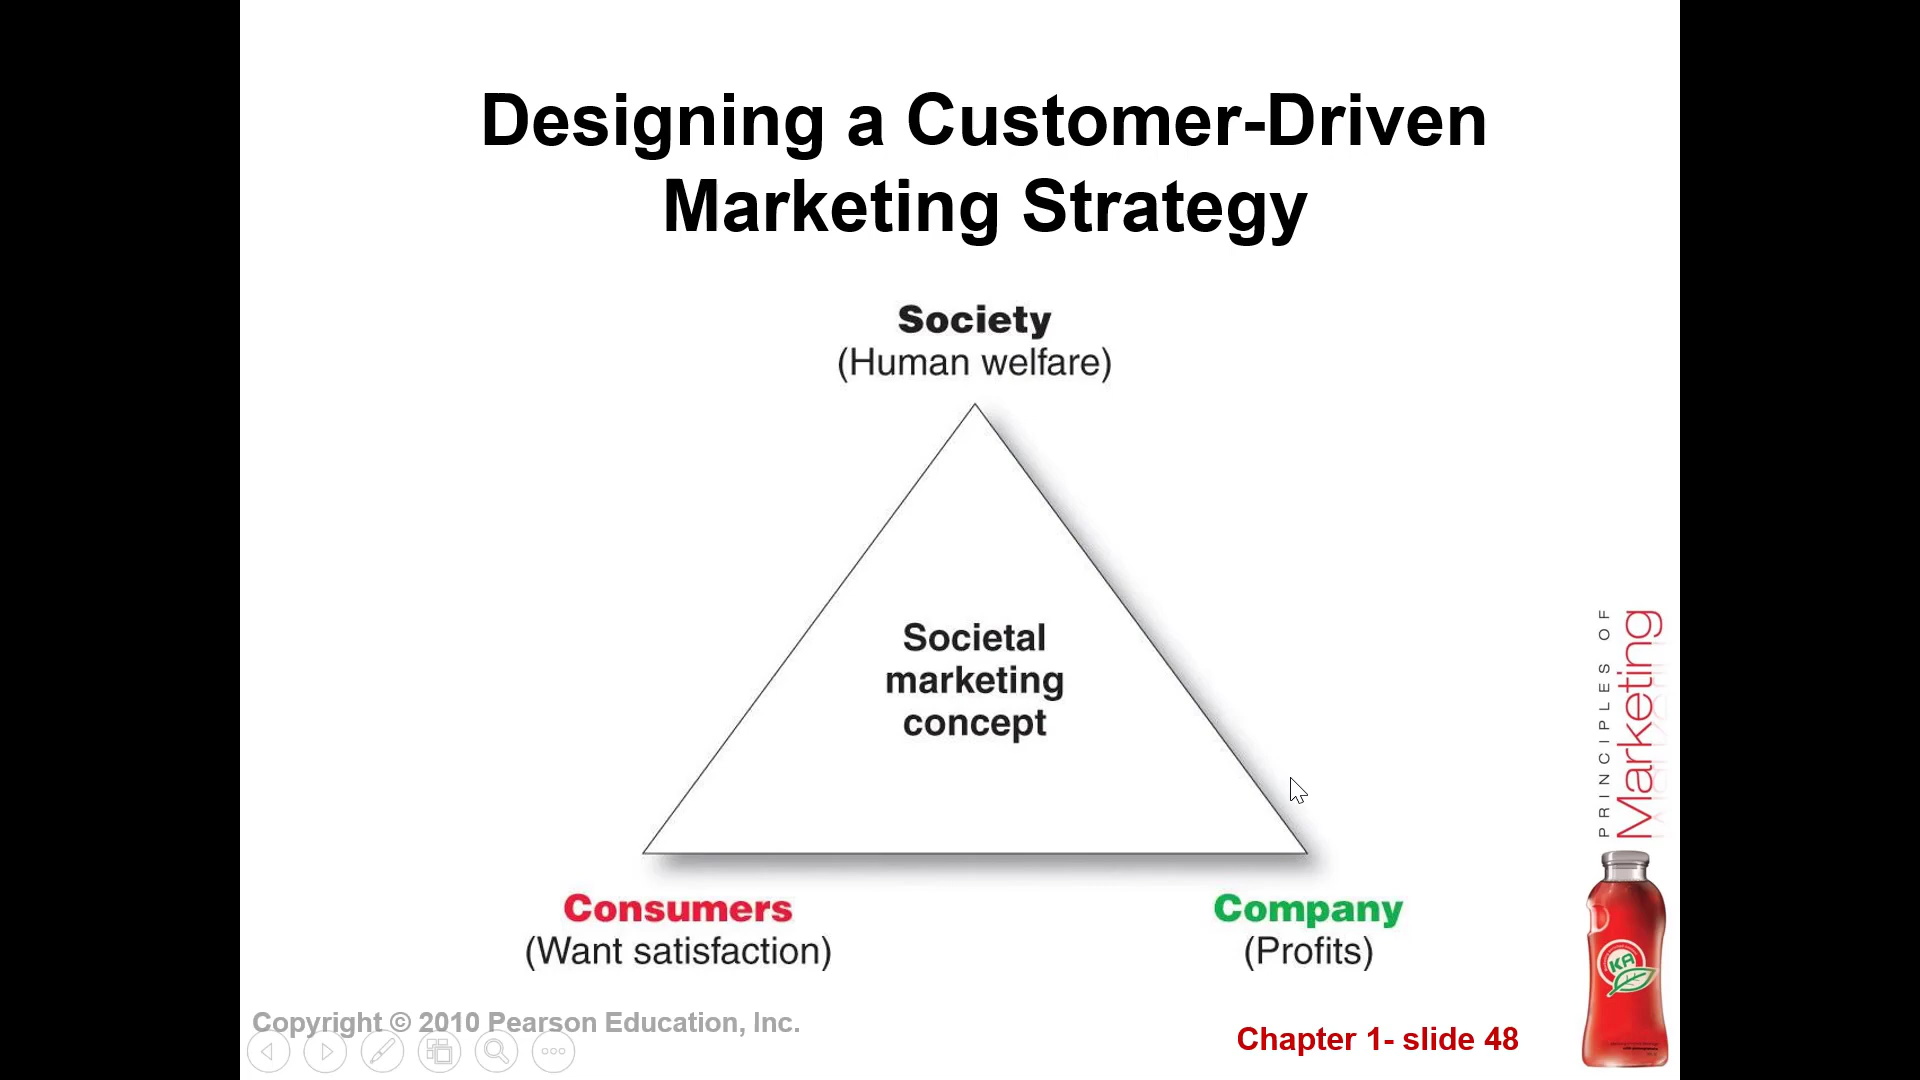 Designing a Customer-Driven
Marketing Strategy
Society
(Human welfare)
Societal
marketing
concept
Consumers
(Want satisfaction)
Company
(Profits)
PRINCIPLES OF
Marketing
KA
Copyright © 2010 Pearson Education, Inc.
Chapter 1- slide 48